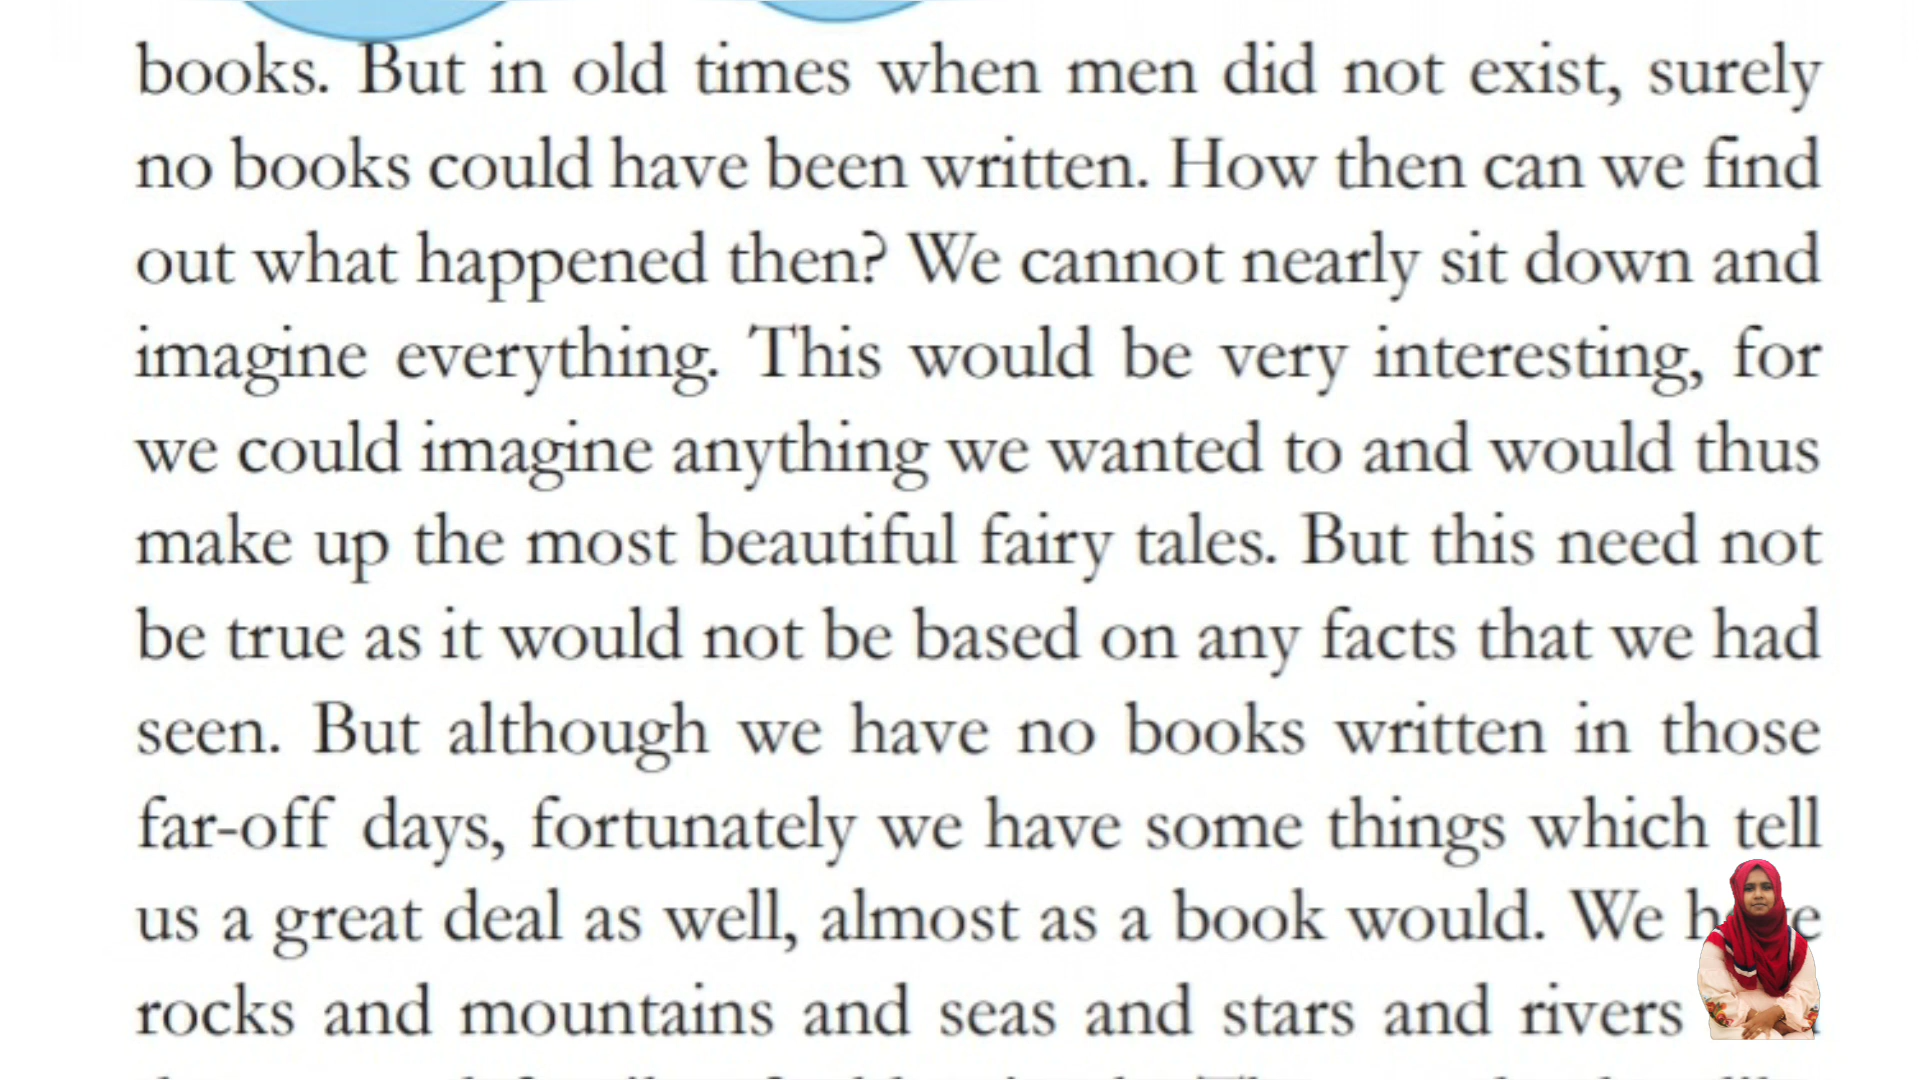 books. But in old times when men did not exist, surely
no books could have been written. How then can we find
out what happened then? We cannot nearly sit down and
imagine everything. This would be very interesting, for
we could imagine anything we wanted to and would thus
make up the most beautiful fairy tales. But this need not
be true as it would not be based on any facts that we had
seen. But although we have no books written in those
far-off days, fortunately we have some things which tell
us a great deal as well, almost as a book would. We have
rocks and mountains and seas and stars and rivers